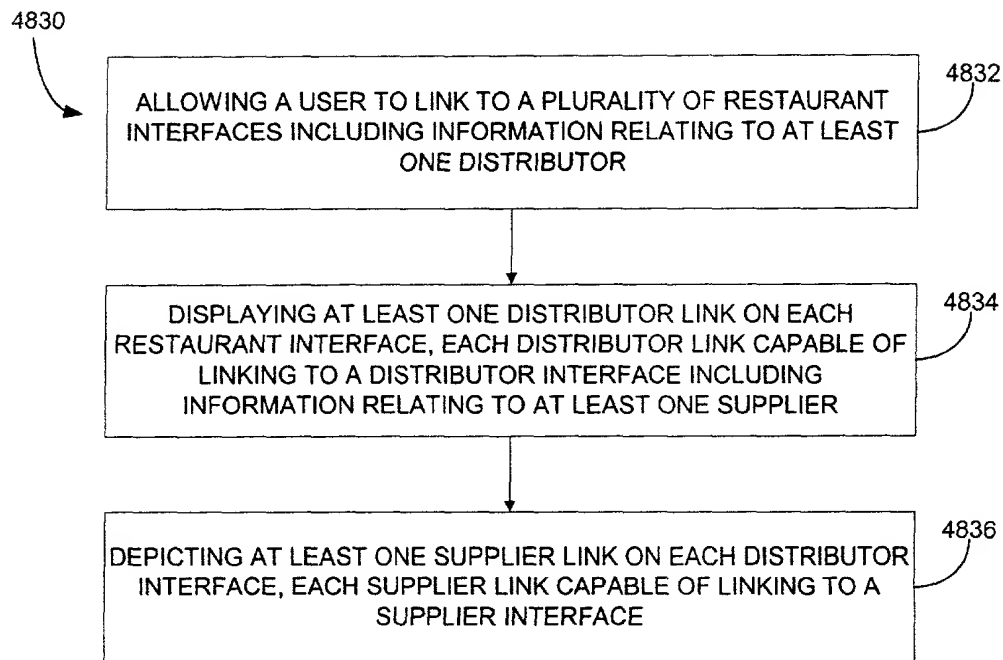 4830
4832
ALLOWING A USER TO LINK TO A PLURALITY OF RESTAURANT
INTERFACES INCLUDING INFORMATION RELATING TO AT LEAST
ONE DISTRIBUTOR
4834
DISPLAYING AT LEAST ONE DISTRIBUTOR LINK ON EACH
RESTAURANT INTERFACE, EACH DISTRIBUTOR LINK CAPABLE OF
LINKING TO A DISTRIBUTOR INTERFACE INCLUDING
INFORMATION RELATING TO AT LEAST ONE SUPPLIER
4836
DEPICTING AT LEAST ONE SUPPLIER LINK ON EACH DISTRIBUTOR
INTERFACE, EACH SUPPLIER LINK CAPABLE OF LINKING TO A
SUPPLIER INTERFACE